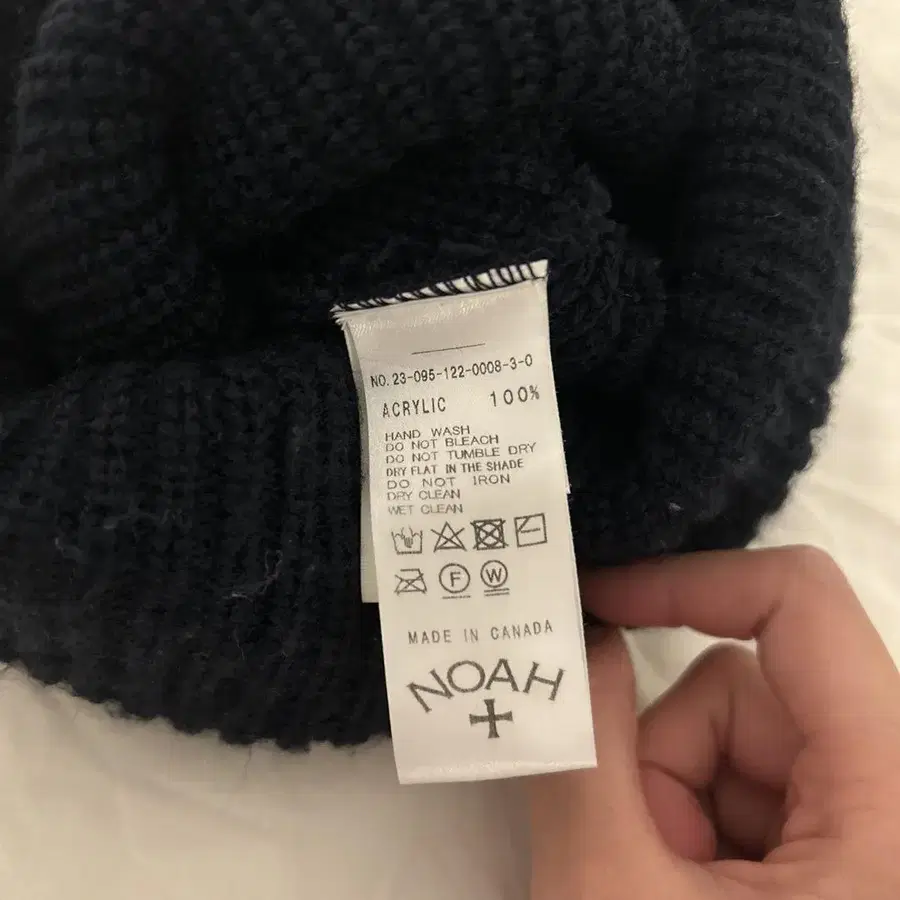 NO. 23-095-122-0008-3-0
ACRYLIC 100%
HAND WASH
DO NOT BLEACH
DO NOT TUMBLE DRY
DRY FLAT IN THE SHADE
DO NOT IRON
DRY CLEAN
WET CLEAN
F W
MADE IN CANADA
NOAH